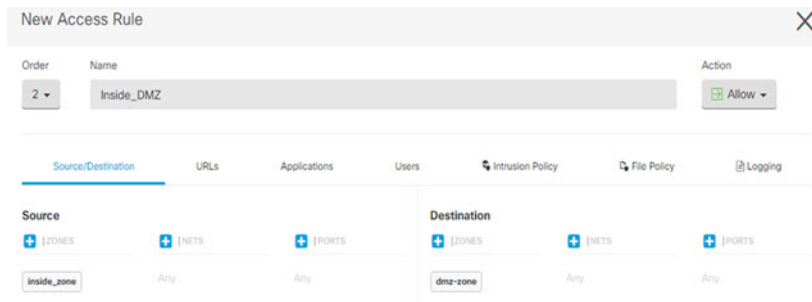 New Access Rule
Order Name Action
2 Inside_DMZ Allow
Source/Destination URLs Applications Users Intrusion Policy File Policy Logging
Source Destination
ZONES NETS PORTS ZONES NETS PORTS
inside_zone Any Any dmz-zone Any Any